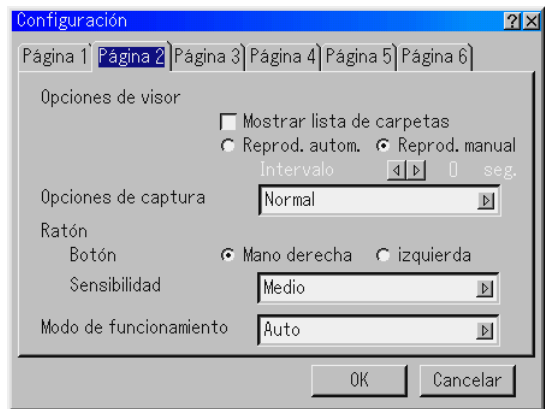 Configuración
Página 1 Página 2 Página 3 Página 4 Página 5 Página 6
Opciones de visor
Mostrar lista de carpetas
Reprod. autom. Reprod. manual
Intervalo 0 seg.
Opciones de captura Normal
Ratón
Botón Mano derecha izquierda
Sensibilidad Medio
Modo de funcionamiento Auto
OK Cancelar